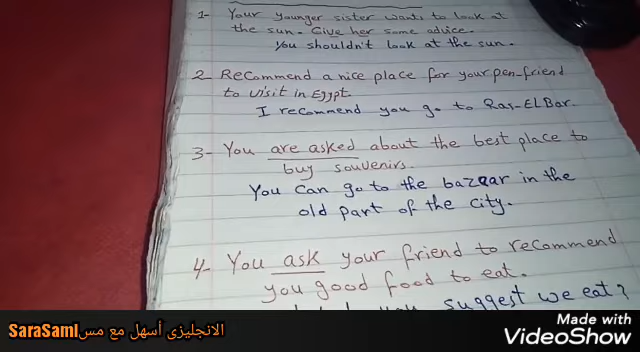 1- Your younger sister wants to look at
the sun. Give her some advice.
You shouldn't look at the sun.
2- Recommend a nice place for your pen-friend
to visit in Egypt.
I recommend you go to Ras-El Bar.
3- You are asked about the best place to
buy souvenirs.
You can go to the bazaar in the
old part of the city.
4- You ask your friend to recommend
you good food to eat.
suggest we eat?
الانجليزى أسهل مع مس SaraSaml
Made with
VideoShow